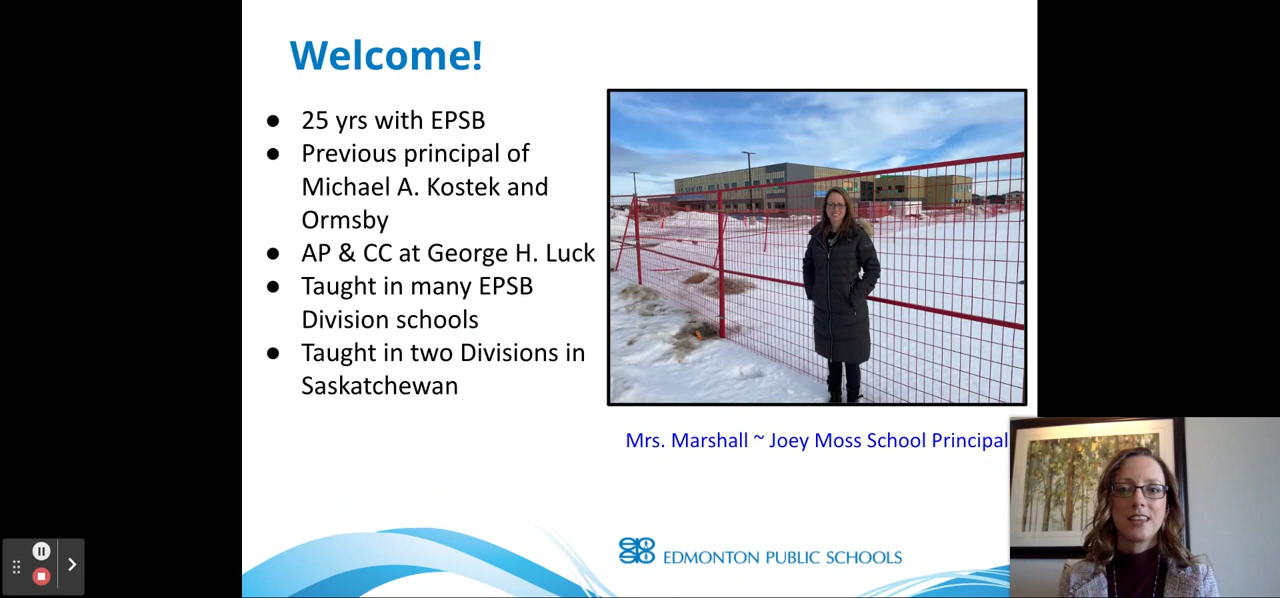 Welcome!
● 25 yrs with EPSB
● Previous principal of
Michael A. Kostek and
Ormsby
● AP & CC at George H. Luck
● Taught in many EPSB
Division schools
● Taught in two Divisions in
Saskatchewan
Mrs. Marshall ~ Joey Moss School Principal
EDMONTON PUBLIC SCHOOLS